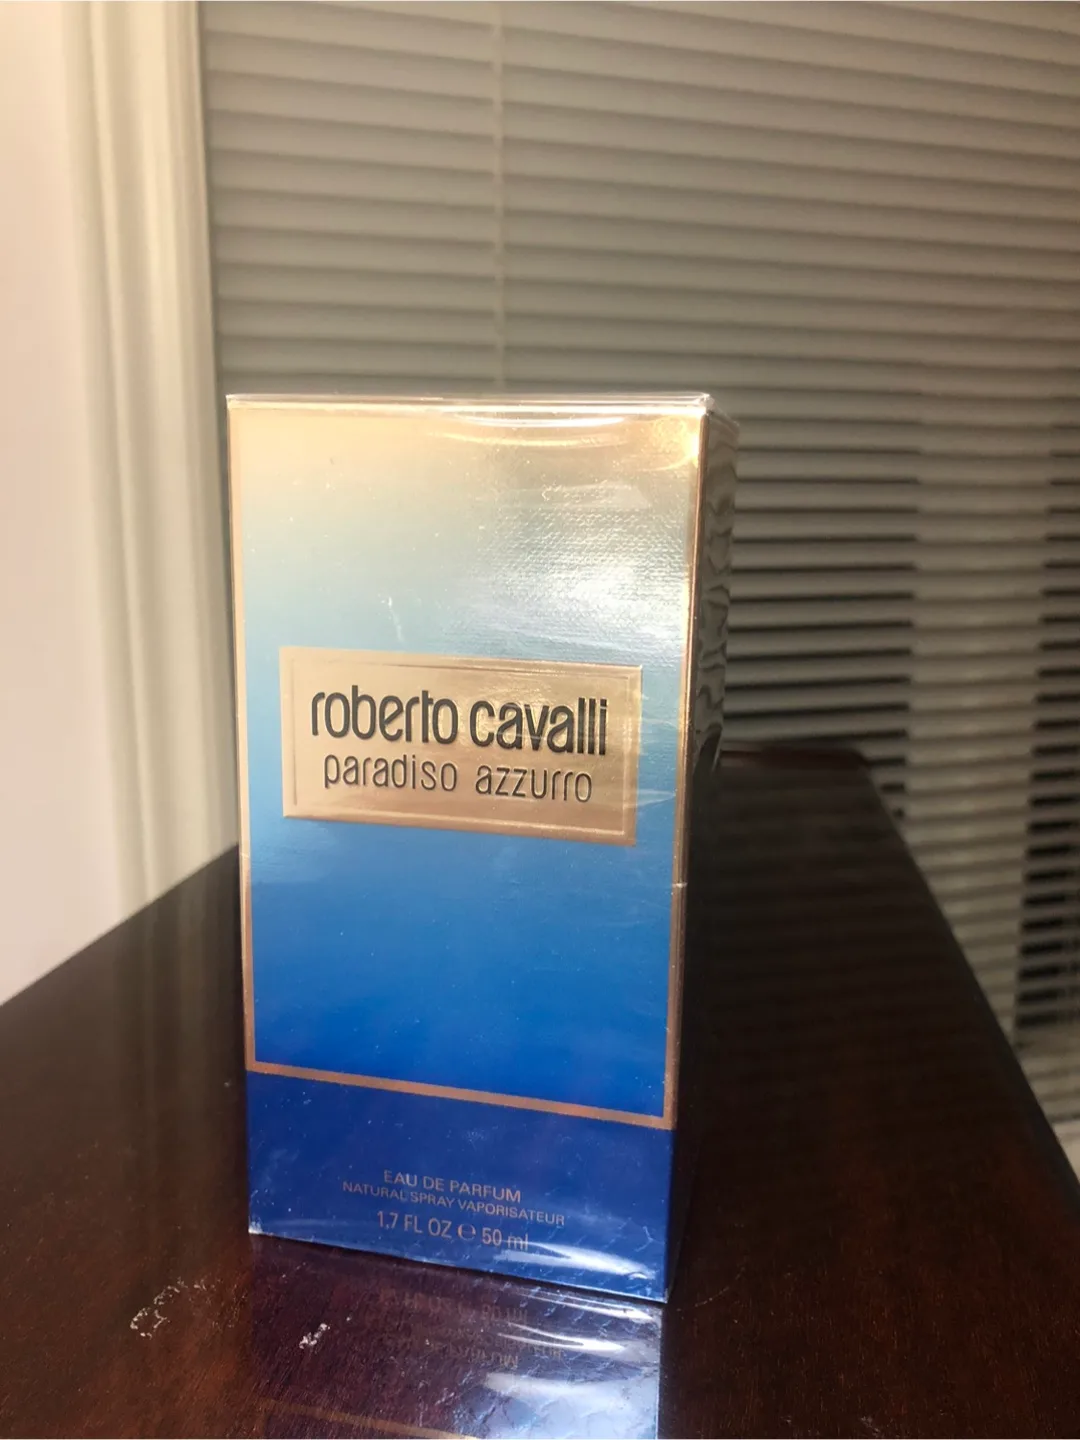 roberto cavalli
paradiso azzurro
EAU DE PARFUM
NATURAL SPRAY VAPORISATEUR
1.7 FL OZ ℮ 50 ml